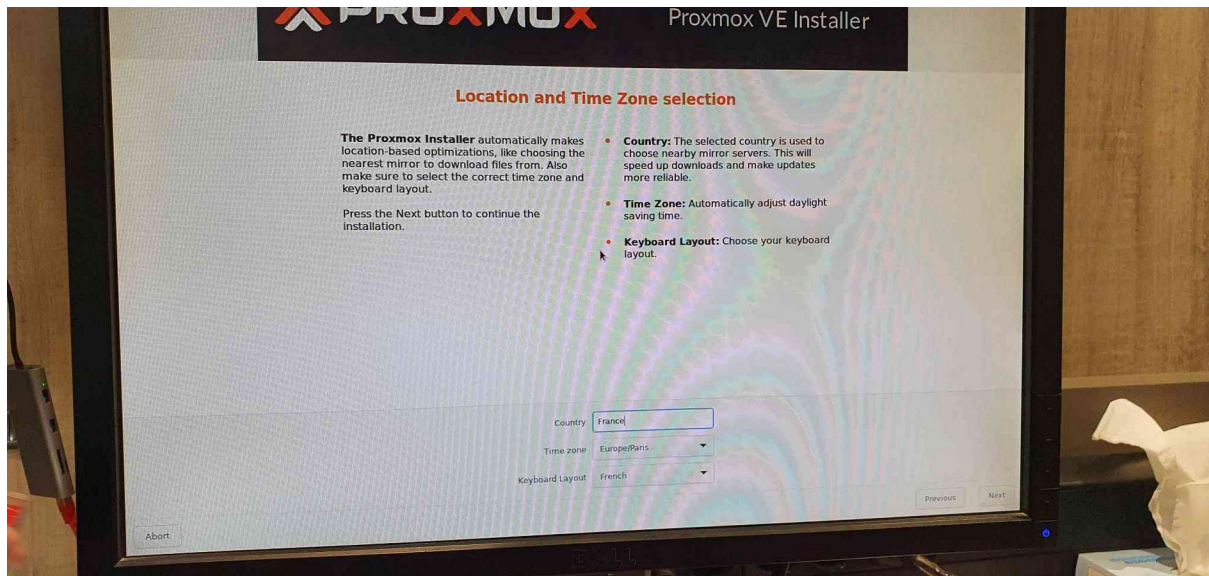 PROXMOX
Proxmox VE Installer
Location and Time Zone selection
The Proxmox Installer automatically makes
location-based optimizations, like choosing the
nearest mirror to download files from. Also
make sure to select the correct time zone and
keyboard layout.
Press the Next button to continue the
installation.
Country: The selected country is used to
choose nearby mirror servers. This will
speed up downloads and make updates
more reliable.
Time Zone: Automatically adjust daylight
saving time.
Keyboard Layout: Choose your keyboard
layout.
Country France
Time zone Europe/Paris
Keyboard Layout French
Abort
Previous
Next
DELL